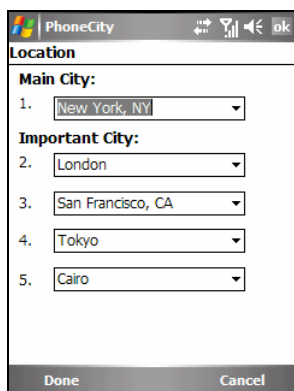 PhoneCity ok
Location
Main City:
1. New York, NY
Important City:
2. London
3. San Francisco, CA
4. Tokyo
5. Cairo
Done Cancel